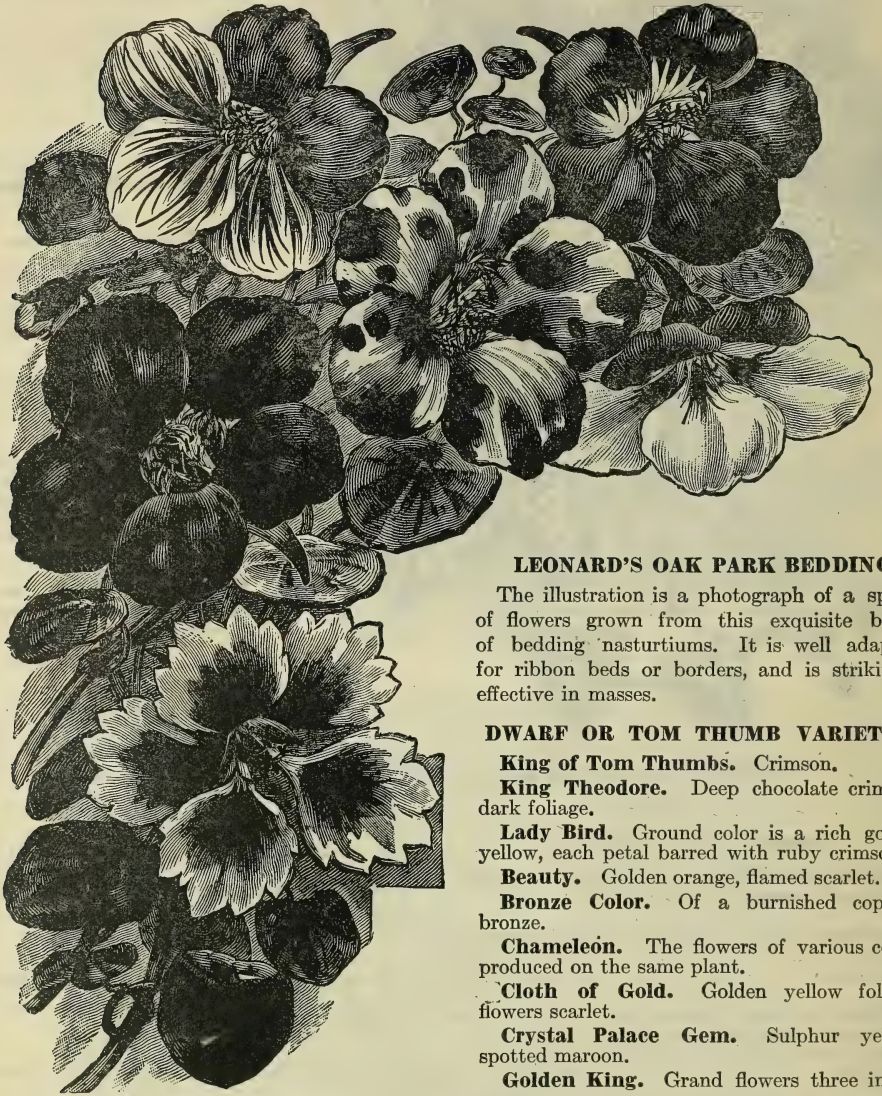 LEONARD'S OAK PARK BEDDING
The illustration is a photograph of a sp
of flowers grown from this exquisite b
of bedding nasturtiums. It is well ada
for ribbon beds or borders, and is striki
effective in masses.
DWARF OR TOM THUMB VARIET
King of Tom Thumbs. Crimson.
King Theodore. Deep chocolate crim
dark foliage.
Lady Bird. Ground color is a rich go
yellow, each petal barred with ruby crimso
Beauty. Golden orange, flamed scarlet.
Bronze Color. Of a burnished cop
bronze.
Chameleon. The flowers of various c
produced on the same plant.
Cloth of Gold. Golden yellow fol
flowers scarlet.
Crystal Palace Gem. Sulphur ye
spotted maroon.
Golden King. Grand flowers three in